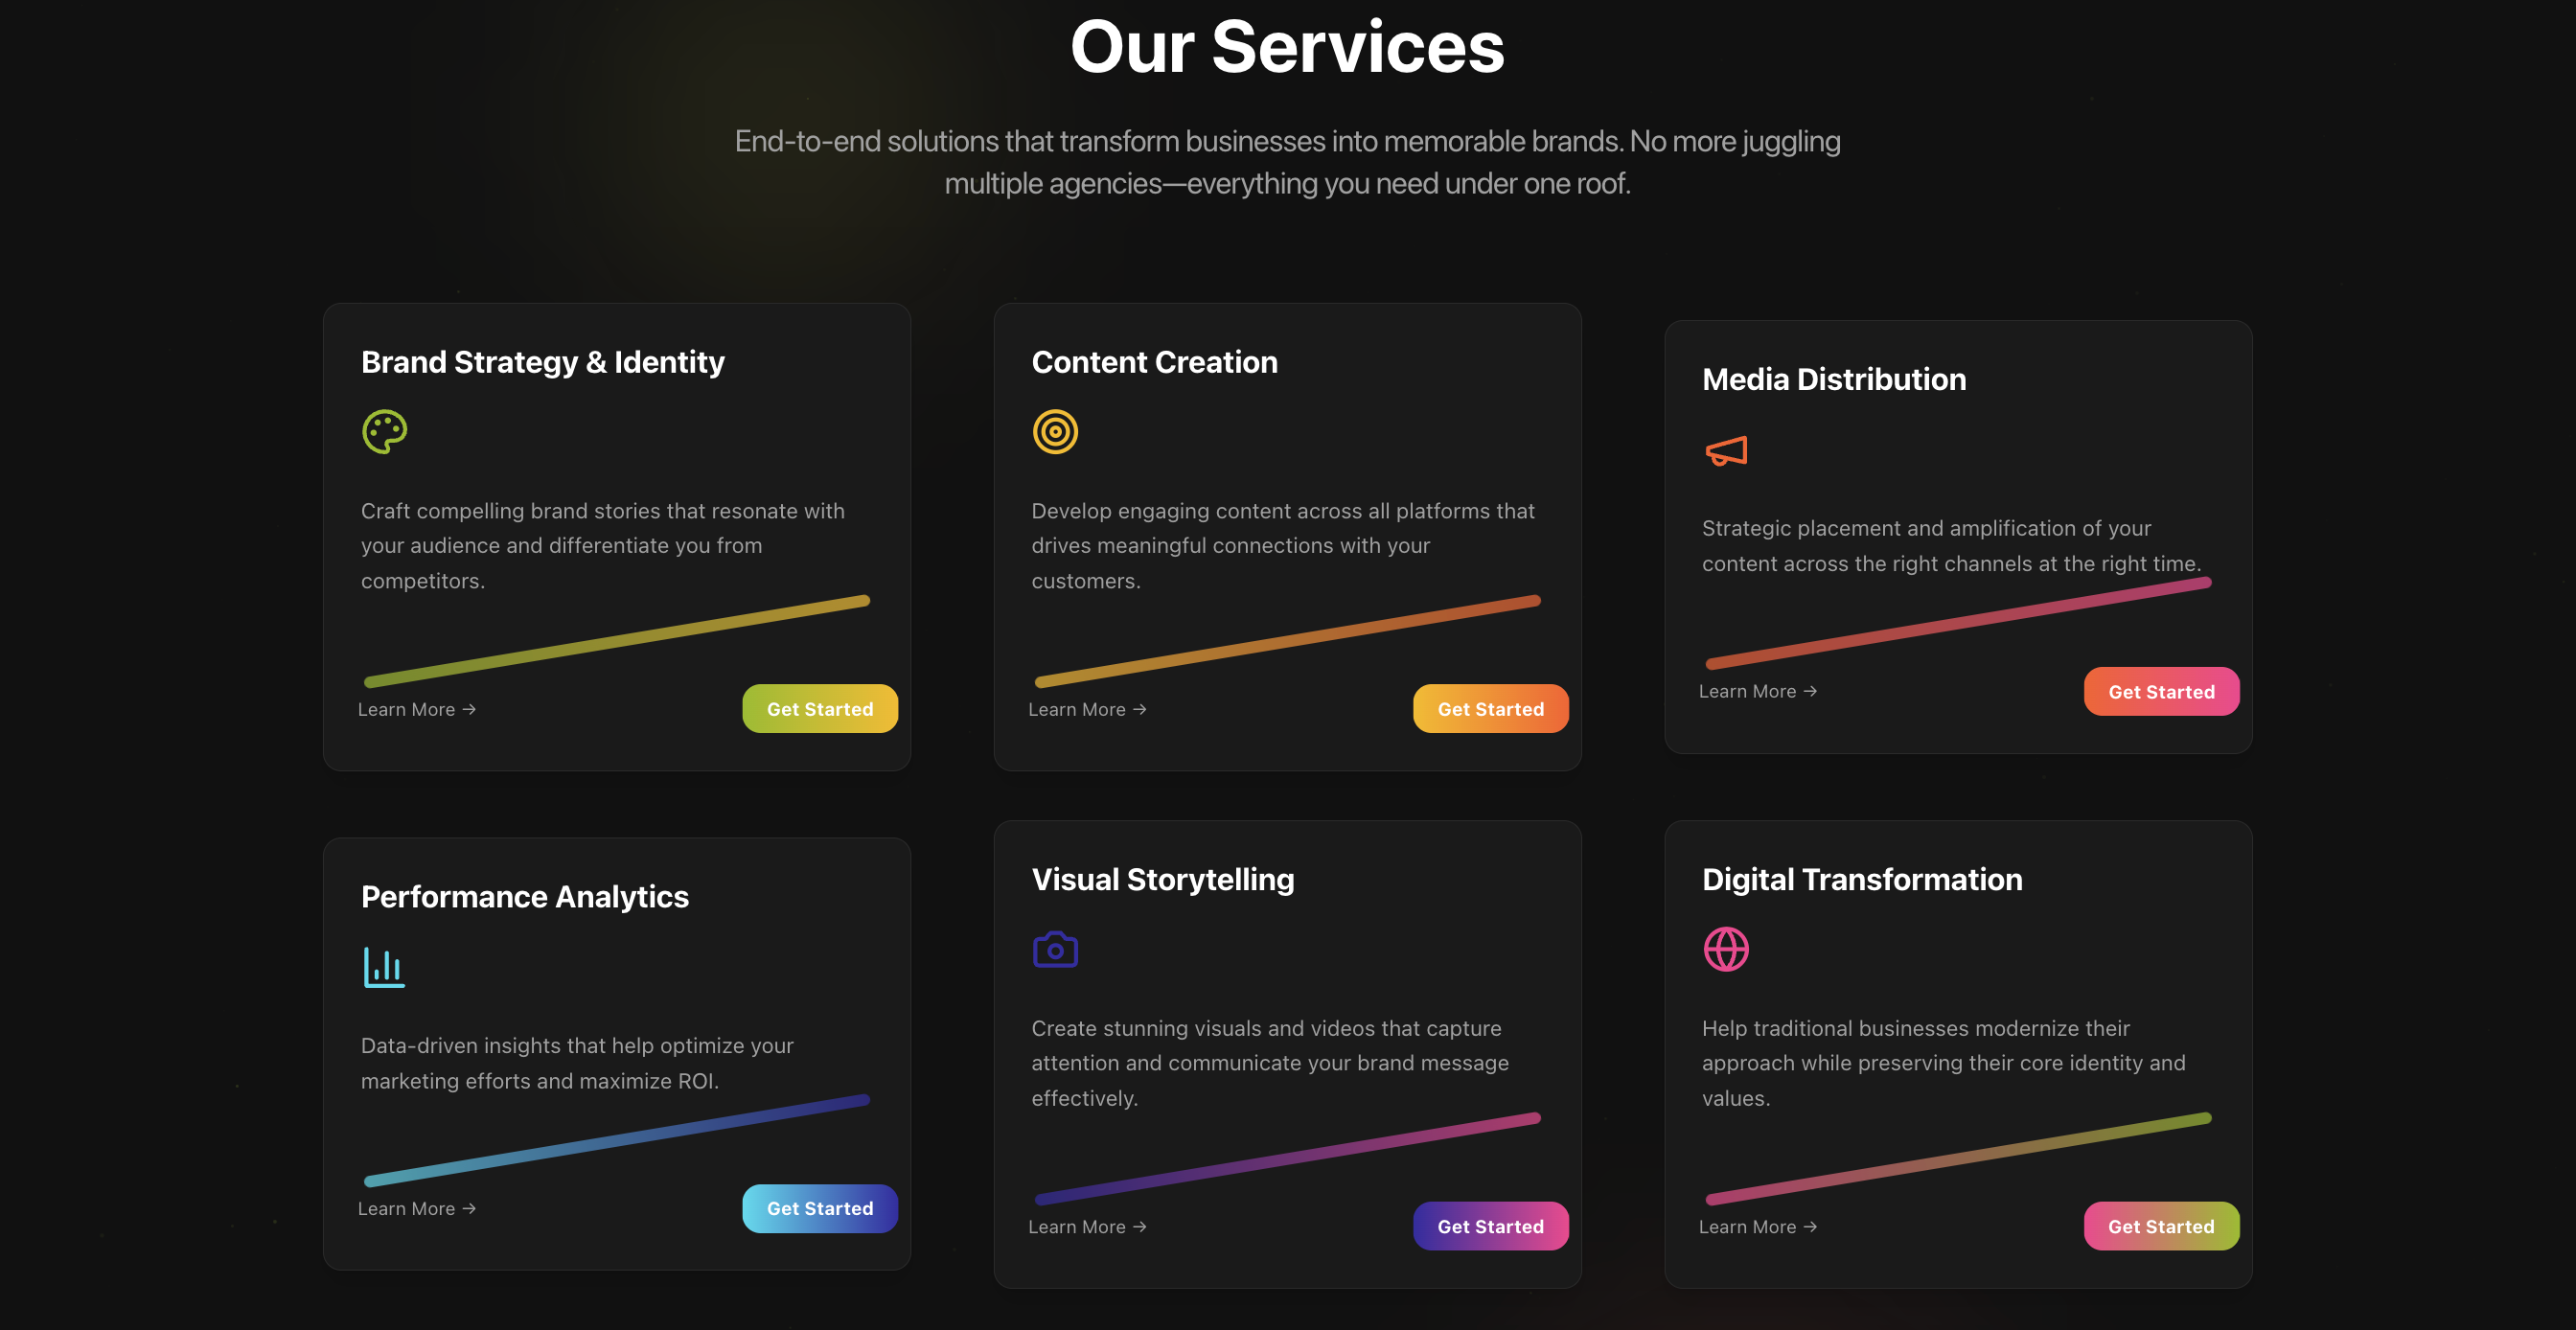 Our Services
End-to-end solutions that transform businesses into memorable brands. No more juggling
multiple agencies—everything you need under one roof.
Brand Strategy & Identity
Craft compelling brand stories that resonate with
your audience and differentiate you from
competitors.
Learn More →
Get Started
Content Creation
Develop engaging content across all platforms that
drives meaningful connections with your
customers.
Learn More →
Get Started
Media Distribution
Strategic placement and amplification of your
content across the right channels at the right time.
Learn More →
Get Started
Performance Analytics
Data-driven insights that help optimize your
marketing efforts and maximize ROI.
Learn More →
Get Started
Visual Storytelling
Create stunning visuals and videos that capture
attention and communicate your brand message
effectively.
Learn More →
Get Started
Digital Transformation
Help traditional businesses modernize their
approach while preserving their core identity and
values.
Learn More →
Get Started